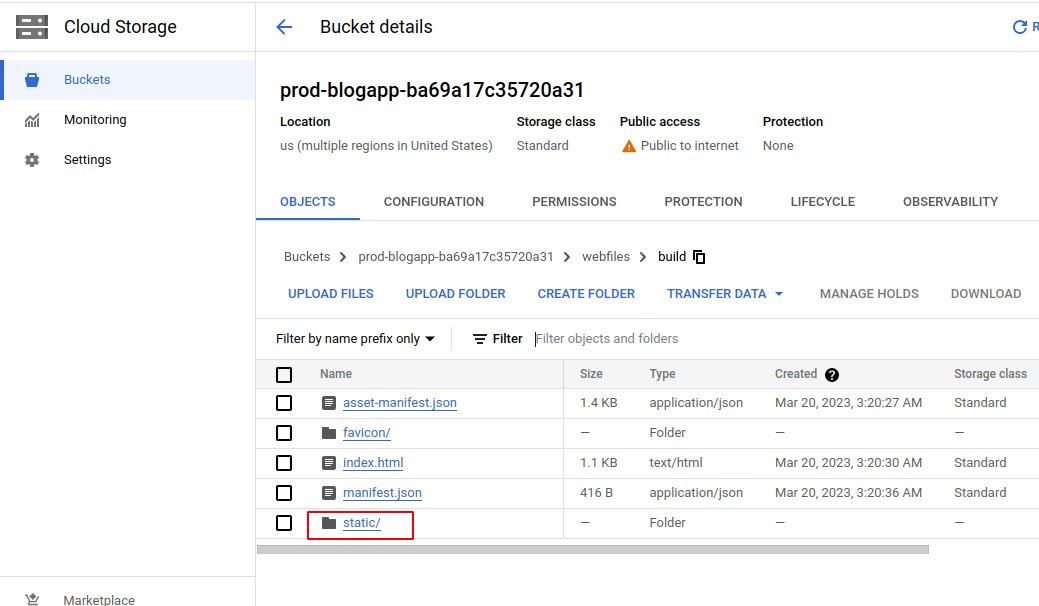 Cloud Storage
Bucket details
R
Buckets
Monitoring
Settings
prod-blogapp-ba69a17c35720a31
Location Storage class Public access Protection
us (multiple regions in United States) Standard Public to internet None
OBJECTS CONFIGURATION PERMISSIONS PROTECTION LIFECYCLE OBSERVABILITY
Buckets > prod-blogapp-ba69a17c35720a31 > webfiles > build
UPLOAD FILES UPLOAD FOLDER CREATE FOLDER TRANSFER DATA MANAGE HOLDS DOWNLOAD
Filter by name prefix only Filter Filter objects and folders
Name Size Type Created ? Storage class
asset-manifest.json 1.4 KB application/json Mar 20, 2023, 3:20:27 AM Standard
favicon/ — Folder — —
index.html 1.1 KB text/html Mar 20, 2023, 3:20:30 AM Standard
manifest.json 416 B application/json Mar 20, 2023, 3:20:36 AM Standard
static/ — Folder — —
Marketplace